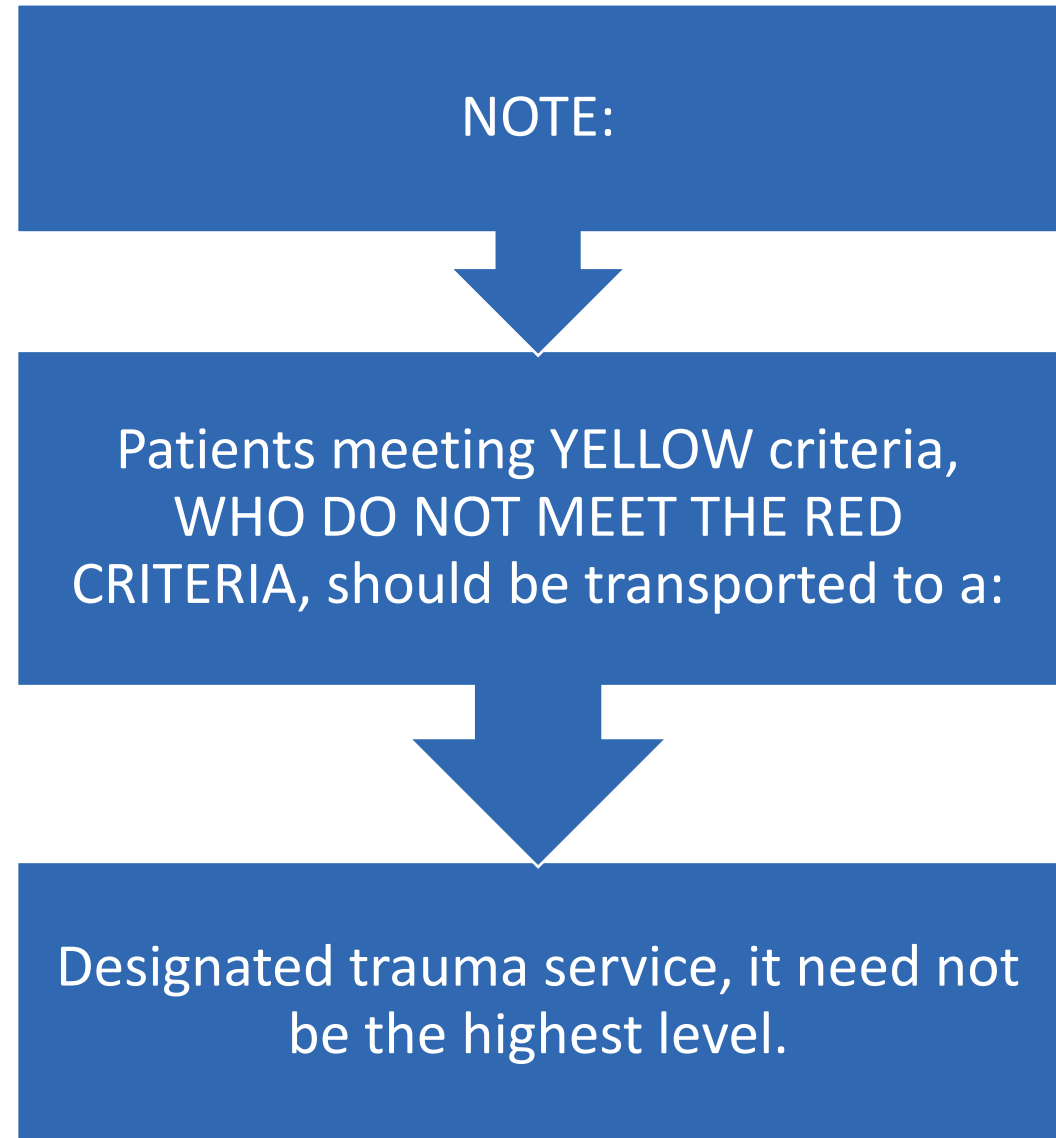 NOTE:
Patients meeting YELLOW criteria,
WHO DO NOT MEET THE RED
CRITERIA, should be transported to a:
Designated trauma service, it need not
be the highest level.